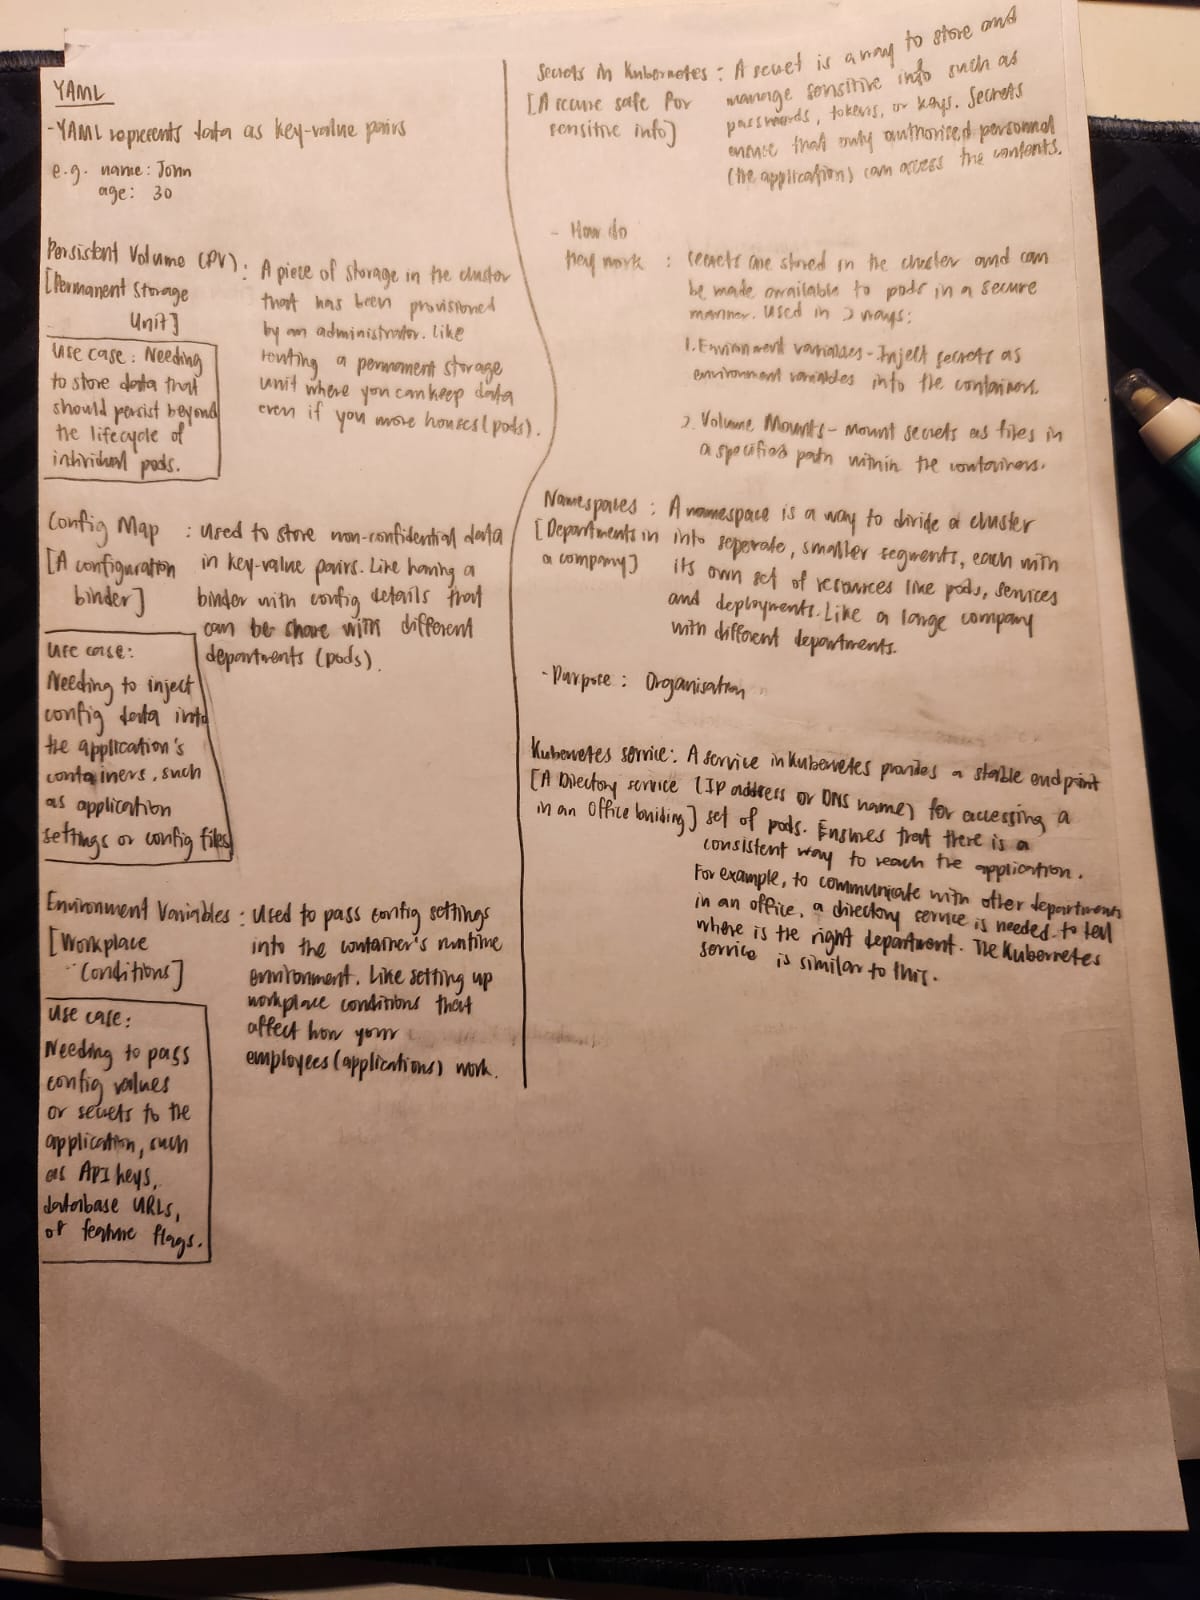 YAML
-YAML represents data as key-value pairs
e.g. name: John
age: 30
Persistent Volume (PV):
[Permanent Storage
Unit]
A piece of storage in the cluster
that has been provisioned
by an administrator. Like
renting a permanent storage
unit where you can keep data
even if you move houses (pods).
Use case: Needing
to store data that
should persist beyond
the lifecycle of
individual pods.
Config Map :
[A configuration
binder]
used to store non-confidential data
in key-value pairs. Like having a
binder with config details that
can be share with different
departments (pods).
Use case:
Needing to inject
config data into
the application's
containers, such
as application
settings or config files
Environment Variables :
[Workplace
Conditions]
used to pass config settings
into the container's runtime
environment. Like setting up
workplace conditions that
affect how your
employees (applications) work.
Use case:
Needing to pass
config values
or secrets to the
application, such
as API keys,
database URLs,
or feature flags.
Secrets in Kubernetes :
[A secure safe for
sensitive info]
A secret is a way to store and
manage sensitive info such as
passwords, tokens, or keys. Secrets
ensure that only authorised personnel
(the application) can access the contents.
- How do
they work :
secrets are stored in the cluster and can
be made available to pods in a secure
manner. Used in 2 ways:
1. Environment variables - Inject secrets as
environment variables into the containers.
2. Volume Mounts - mount secrets as files in
a specified path within the containers.
Namespaces :
[Departments in
a company]
A namespace is a way to divide a cluster
into seperate, smaller segments, each with
its own set of resources like pods, services
and deployments. Like a large company
with different departments.
- Purpose : Organisation
Kubernetes service:
[A Directory service
in an Office building]
A service in Kubernetes provides a stable endpoint
(IP address or DNS name) for accessing a
set of pods. Ensures that there is a
consistent way to reach the application.
For example, to communicate with other departments
in an office, a directory service is needed to tell
where is the right department. The Kubernetes
service is similar to this.